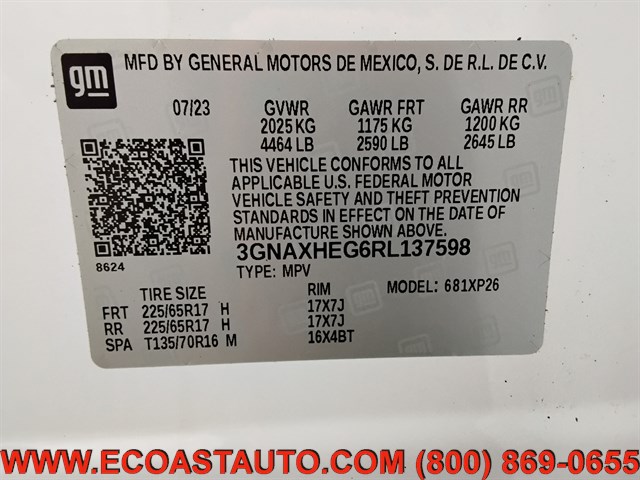 gm MFD BY GENERAL MOTORS DE MEXICO, S. DE R.L. DE C.V.
07/23 GVWR GAWR FRT GAWR RR
2025 KG 1175 KG 1200 KG
4464 LB 2590 LB 2645 LB
THIS VEHICLE CONFORMS TO ALL
APPLICABLE U.S. FEDERAL MOTOR
VEHICLE SAFETY AND THEFT PREVENTION
STANDARDS IN EFFECT ON THE DATE OF
MANUFACTURE SHOWN ABOVE.
8624 3GNAXHEG6RL137598
TYPE: MPV
TIRE SIZE RIM MODEL: 681XP26
FRT 225/65R17 H 17X7J
RR 225/65R17 H 17X7J
SPA T135/70R16 M 16X4BT
WWW.ECOASTAUTO.COM (800) 869-0655